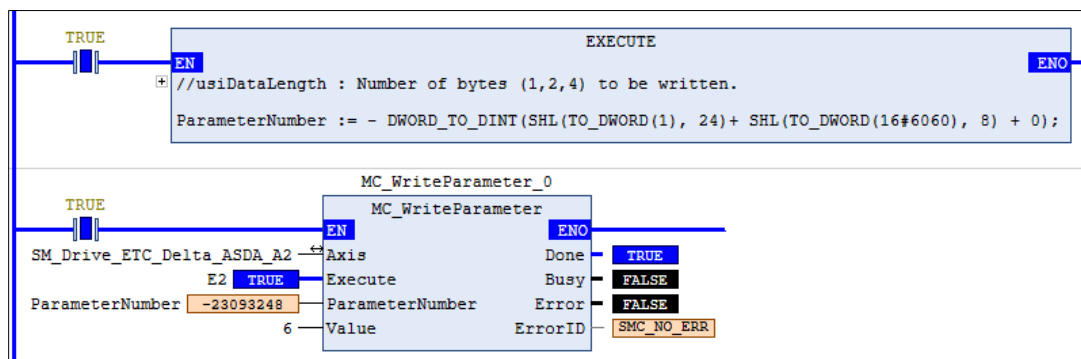 TRUE
EXECUTE
EN ENO
//usiDataLength : Number of bytes (1,2,4) to be written.
ParameterNumber := - DWORD_TO_DINT(SHL(TO_DWORD(1), 24)+ SHL(TO_DWORD(16#6060), 8) + 0);
MC_WriteParameter_0
TRUE
MC_WriteParameter
EN ENO
SM_Drive_ETC_Delta_ASDA_A2 Axis Done TRUE
E2 TRUE Execute Busy FALSE
ParameterNumber -23093248 ParameterNumber Error FALSE
6 Value ErrorID SMC_NO_ERR